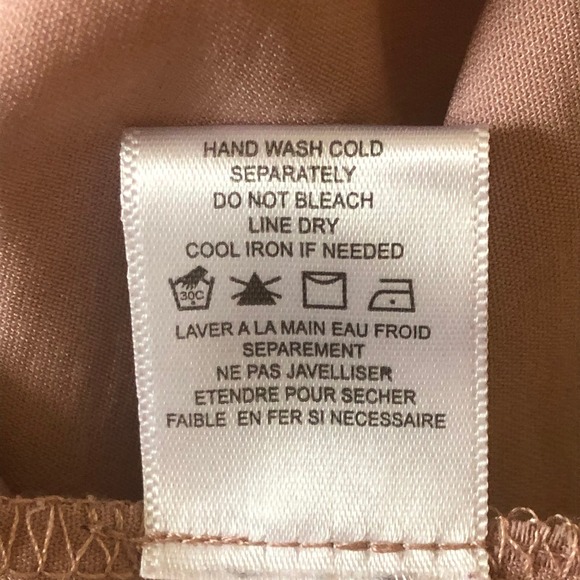 HAND WASH COLD
SEPARATELY
DO NOT BLEACH
LINE DRY
COOL IRON IF NEEDED
30C
LAVER A LA MAIN EAU FROID
SEPAREMENT
NE PAS JAVELLISER
ETENDRE POUR SECHER
FAIBLE EN FER SI NECESSAIRE